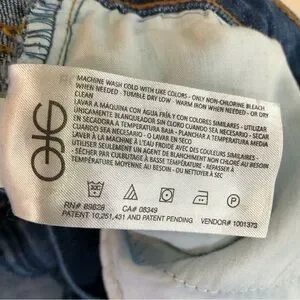 MACHINE WASH COLD WITH LIKE COLORS - ONLY NON-CHLORINE BLEACH
WHEN NEEDED - TUMBLE DRY LOW - WARM IRON WHEN NEEDED - OR DRY
CLEAN
LAVAR A MÁQUINA CON AGUA FRÍA Y CON COLORES SIMILARES - UTILIZAR
ÚNICAMENTE BLANQUEADOR SIN CLORO CUANDO SEA NECESARIO - SECAR
EN SECADORA A TEMPERATURA BAJA - PLANCHAR A TEMPERATURA MEDIA
CUANDO SEA NECESARIO - O LAVAR EN SECO
LAVER À LA MACHINE À L'EAU FROIDE AVEC DES COULEURS SIMILAIRES -
UTILISER SEULEMENT UN AGENT DE BLANCHIMENT NON CHLORÉ AU BESOIN
- SÉCHER PAR CULBUTAGE À BASSE TEMPÉRATURE - REPASSER À
TEMPÉRATURE MOYENNE AU BESOIN - OU NETTOYER À SEC
P
RN# 89828 CA# 08349
PATENT 10,251,431 AND PATENT PENDING. VENDOR# 1001373